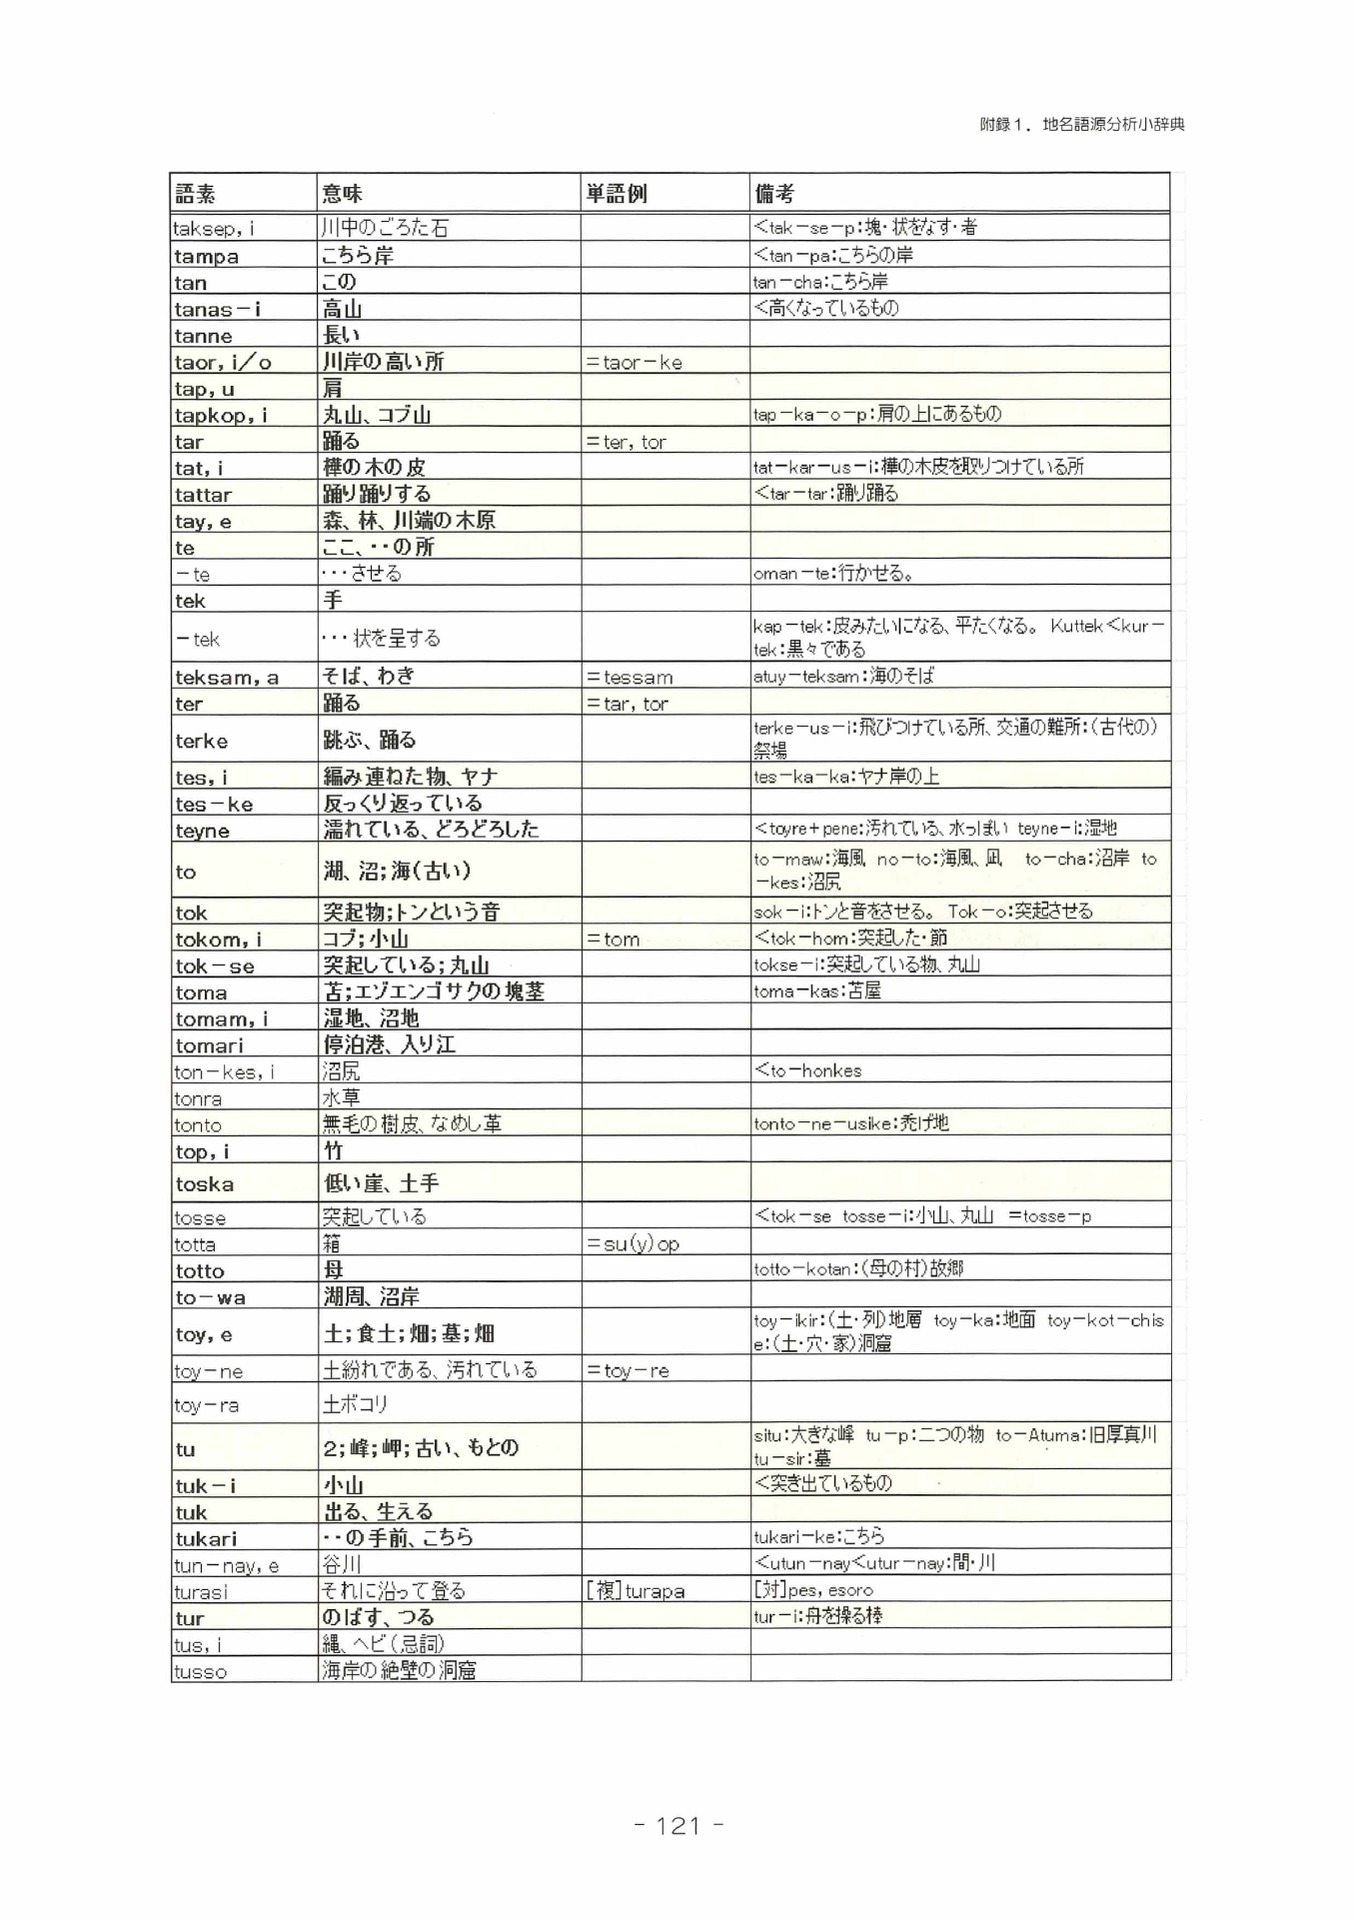 附録1．地名語源分析小辞典
語素 意味 単語例 備考
taksep, i 川中のごろた石 <tak－se－p:塊・状をなす・者
tampa こちら岸 <tan－pa:こちらの岸
tan この tan－cha:こちら岸
tanas－i 高山 <高くなっているもの
tanne 長い
taor, i／o 川岸の高い所 =taor－ke
tap, u 肩
tapkop, i 丸山、コブ山 tap－ka－o－p:肩の上にあるもの
tar 踊る =ter, tor
tat, i 樺の木の皮 tat－kar－us－i:樺の木皮を取りつけている所
tattar 踊り踊りする <tar－tar:踊り踊る
tay, e 森、林、川端の木原
te ここ、・・の所
－te ・・・させる oman－te:行かせる。
tek 手
－tek ・・・状を呈する kap－tek:皮みたいになる、平たくなる。 Kuttek<kur－
tek:黒々である
teksam, a そば、わき =tessam atuy－teksam:海のそば
ter 踊る =tar, tor
terke 跳ぶ、踊る terke－us－i:飛びつけている所、交通の難所:(古代の)
祭場
tes, i 編み連ねた物、ヤナ tes－ka－ka:ヤナ岸の上
tes－ke 反っくり返っている
teyne 濡れている、どろどろした <toyre+pene:汚れている、水っぽい teyne－i:湿地
to 湖、沼;海(古い) to－maw:海風 no－to:海風、凪 to－cha:沼岸 to
－kes:沼尻
tok 突起物;トンという音 sok－i:トンと音をさせる。 Tok－o:突起させる
tokom, i コブ;小山 =tom <tok－hom:突起した・節
tok－se 突起している;丸山 tokse－i:突起している物、丸山
toma 苫;エゾエンゴサクの塊茎 toma－kas:苫屋
tomam, i 湿地、沼地
tomari 停泊港、入り江
ton－kes, i 沼尻 <to－honkes
tonra 水草
tonto 無毛の樹皮、なめし革 tonto－ne－usike:禿げ地
top, i 竹
toska 低い崖、土手
tosse 突起している <tok－se tosse－i:小山、丸山 =tosse－p
totta 箱 =su(y)op
totto 母 totto－kotan:(母の村)故郷
to－wa 湖周、沼岸
toy, e 土;食土;畑;墓;畑 toy－ikir:(土・列)地層 toy－ka:地面 toy－kot－chis
e:(土・穴・家)洞窟
toy－ne 土紛れである、汚れている =toy－re
toy－ra 土ボコリ
tu 2;峰;岬;古い、もとの situ:大きな峰 tu－p:二つの物 to－Atuma:旧厚真川
tu－sir:墓
tuk－i 小山 <突き出ているもの
tuk 出る、生える
tukari ・・の手前、こちら tukari－ke:こちら
tun－nay, e 谷川 <utun－nay<utur－nay:間・川
turasi それに沿って登る [複]turapa [対]pes, esoro
tur のばす、つる tur－i:舟を操る棒
tus, i 縄、ヘビ(忌詞)
tusso 海岸の絶壁の洞窟
- 121 -